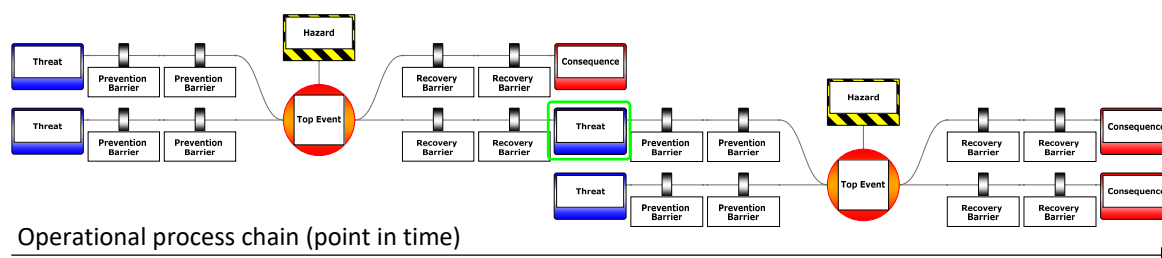 Hazard
Threat
Consequence
Prevention
Barrier
Prevention
Barrier
Recovery
Barrier
Recovery
Barrier
Hazard
Threat
Top Event
Threat
Consequence
Prevention
Barrier
Prevention
Barrier
Recovery
Barrier
Recovery
Barrier
Prevention
Barrier
Prevention
Barrier
Recovery
Barrier
Recovery
Barrier
Threat
Top Event
Consequence
Prevention
Barrier
Prevention
Barrier
Recovery
Barrier
Recovery
Barrier
Operational process chain (point in time)